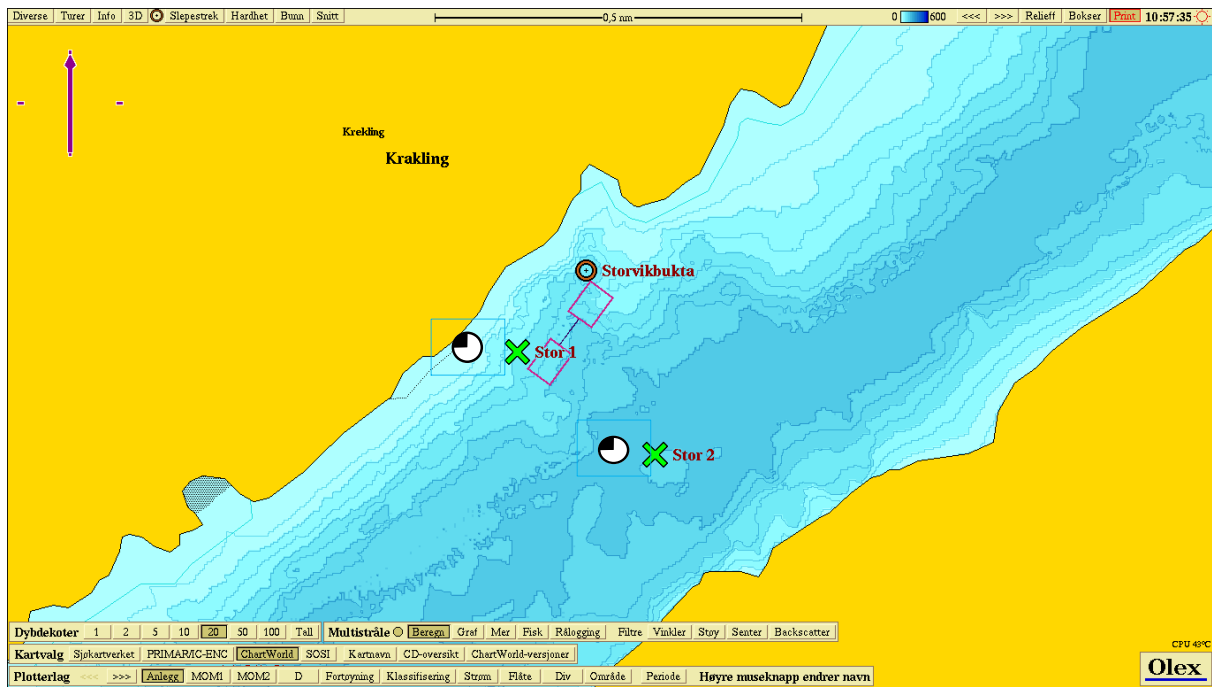 Diverse Turer Info 3D Slepestrek Hardhet Bunn Snitt 0,5 nm 0 600 <<< >>> Relieff Bokser Print 10:57:35
Krekling
Krakling
Storvikbukta
Stor 1
Stor 2
Dybdekoter 1 2 5 10 20 50 100 Tall Multistråle Beregn Graf Mer Fisk Rålogging Filtre Vinkler Støy Senter Backscatter
CPU 43°C
Kartvalg Sjøkartverket PRIMAR/IC-ENC ChartWorld SOSI Kartnavn CD-oversikt ChartWorld-versjoner
Plotterlag <<< >>> Anlegg MOM1 MOM2 D Fortøyning Klassifisering Strøm Flåte Div Område Periode Høyre museknapp endrer navn
Olex